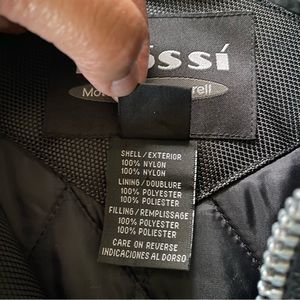 SHELL/EXTERIOR
100% NYLON
100% NYLON
LINING/DOUBLURE
100% POLYESTER
100% POLIESTER
FILLING/REMPLISSAGE
100% POLYESTER
100% POLIESTER
CARE ON REVERSE
INDICACIONES AL DORSO